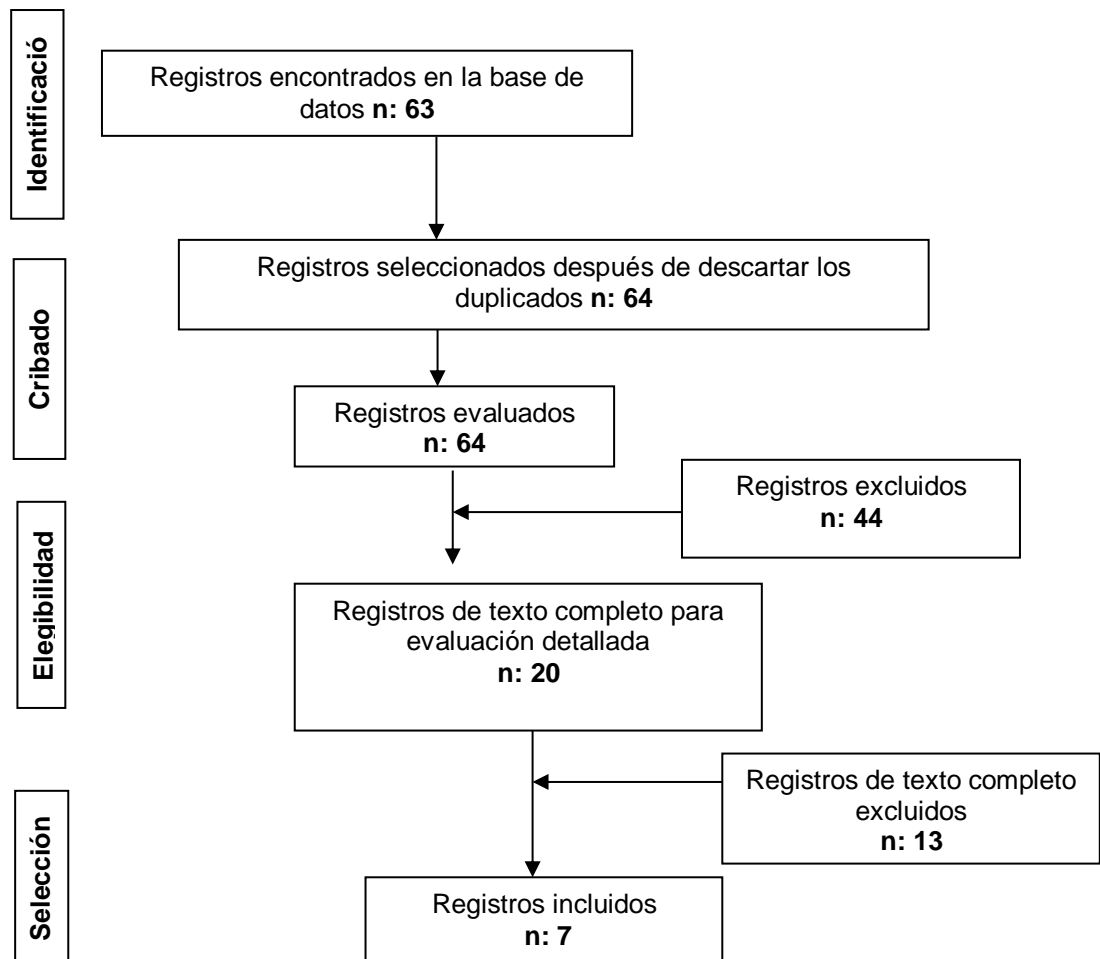 Identificació
Registros encontrados en la base de
datos n: 63
Cribado
Registros seleccionados después de descartar los
duplicados n: 64
Registros evaluados
n: 64
Registros excluidos
n: 44
Elegibilidad
Registros de texto completo para
evaluación detallada
n: 20
Registros de texto completo
excluidos
n: 13
Selección
Registros incluidos
n: 7